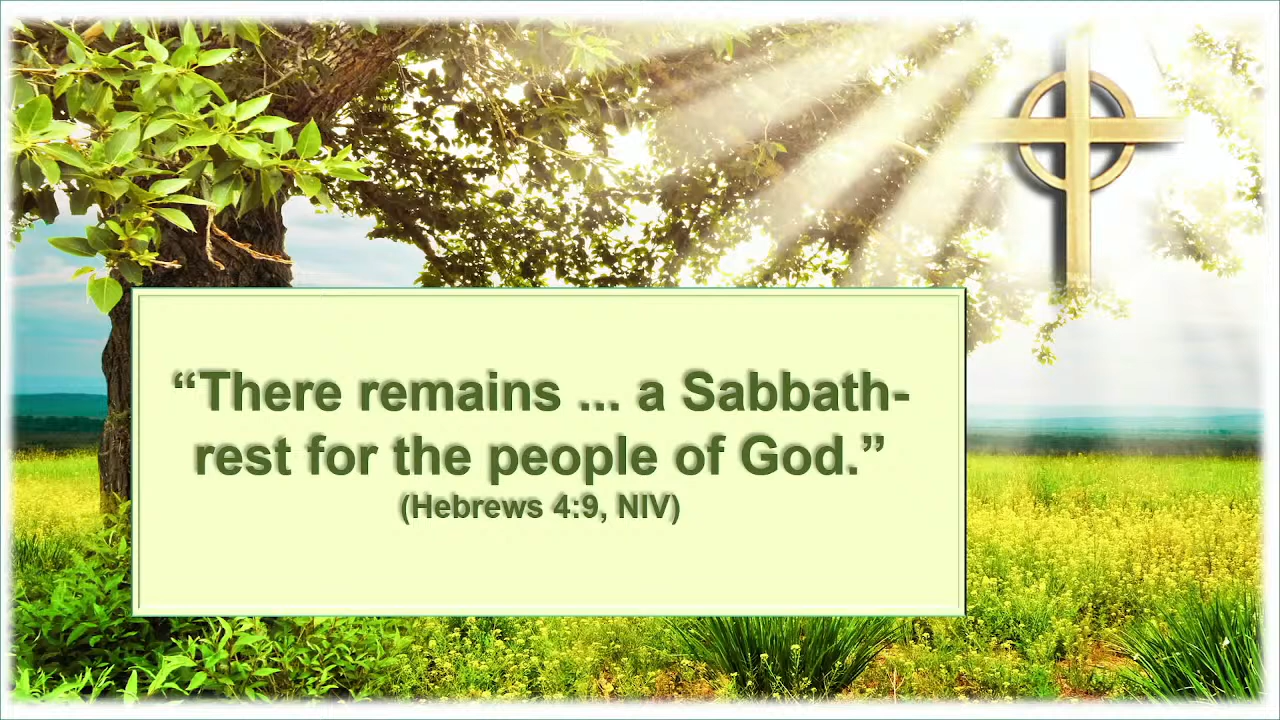 “There remains ... a Sabbath-
rest for the people of God.”
(Hebrews 4:9, NIV)